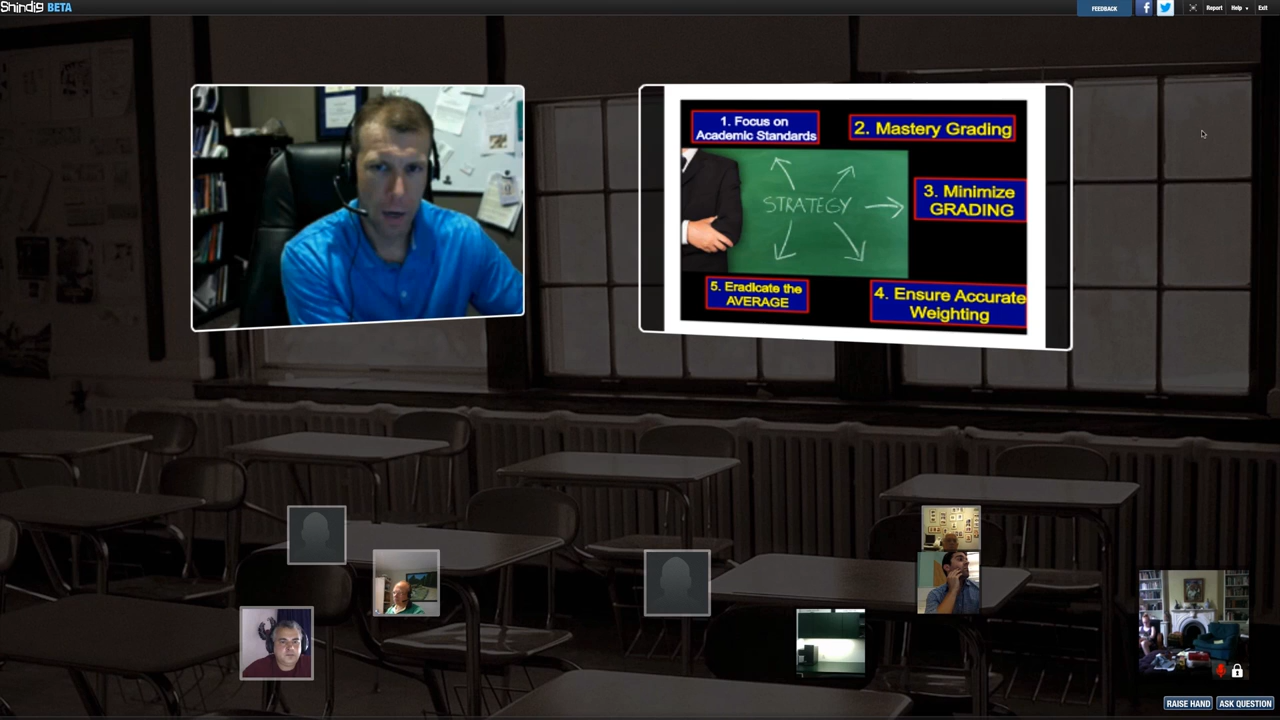 Shindig BETA
FEEDBACK
Report
Help
Exit
1. Focus on
Academic Standards
2. Mastery Grading
STRATEGY
3. Minimize
GRADING
5. Eradicate the
AVERAGE
4. Ensure Accurate
Weighting
RAISE HAND
ASK QUESTION